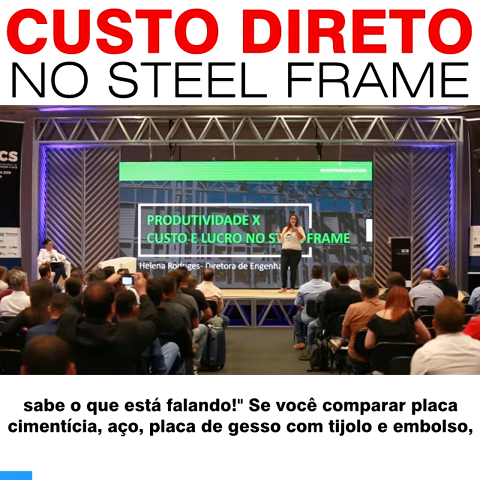 CUSTO DIRETO
NO STEEL FRAME
PRODUTIVIDADE X
CUSTO E LUCRO NO STEEL FRAME
Helena Rodriges- Diretora de Engenha
sabe o que está falando!" Se você comparar placa
cimentícia, aço, placa de gesso com tijolo e embolso,